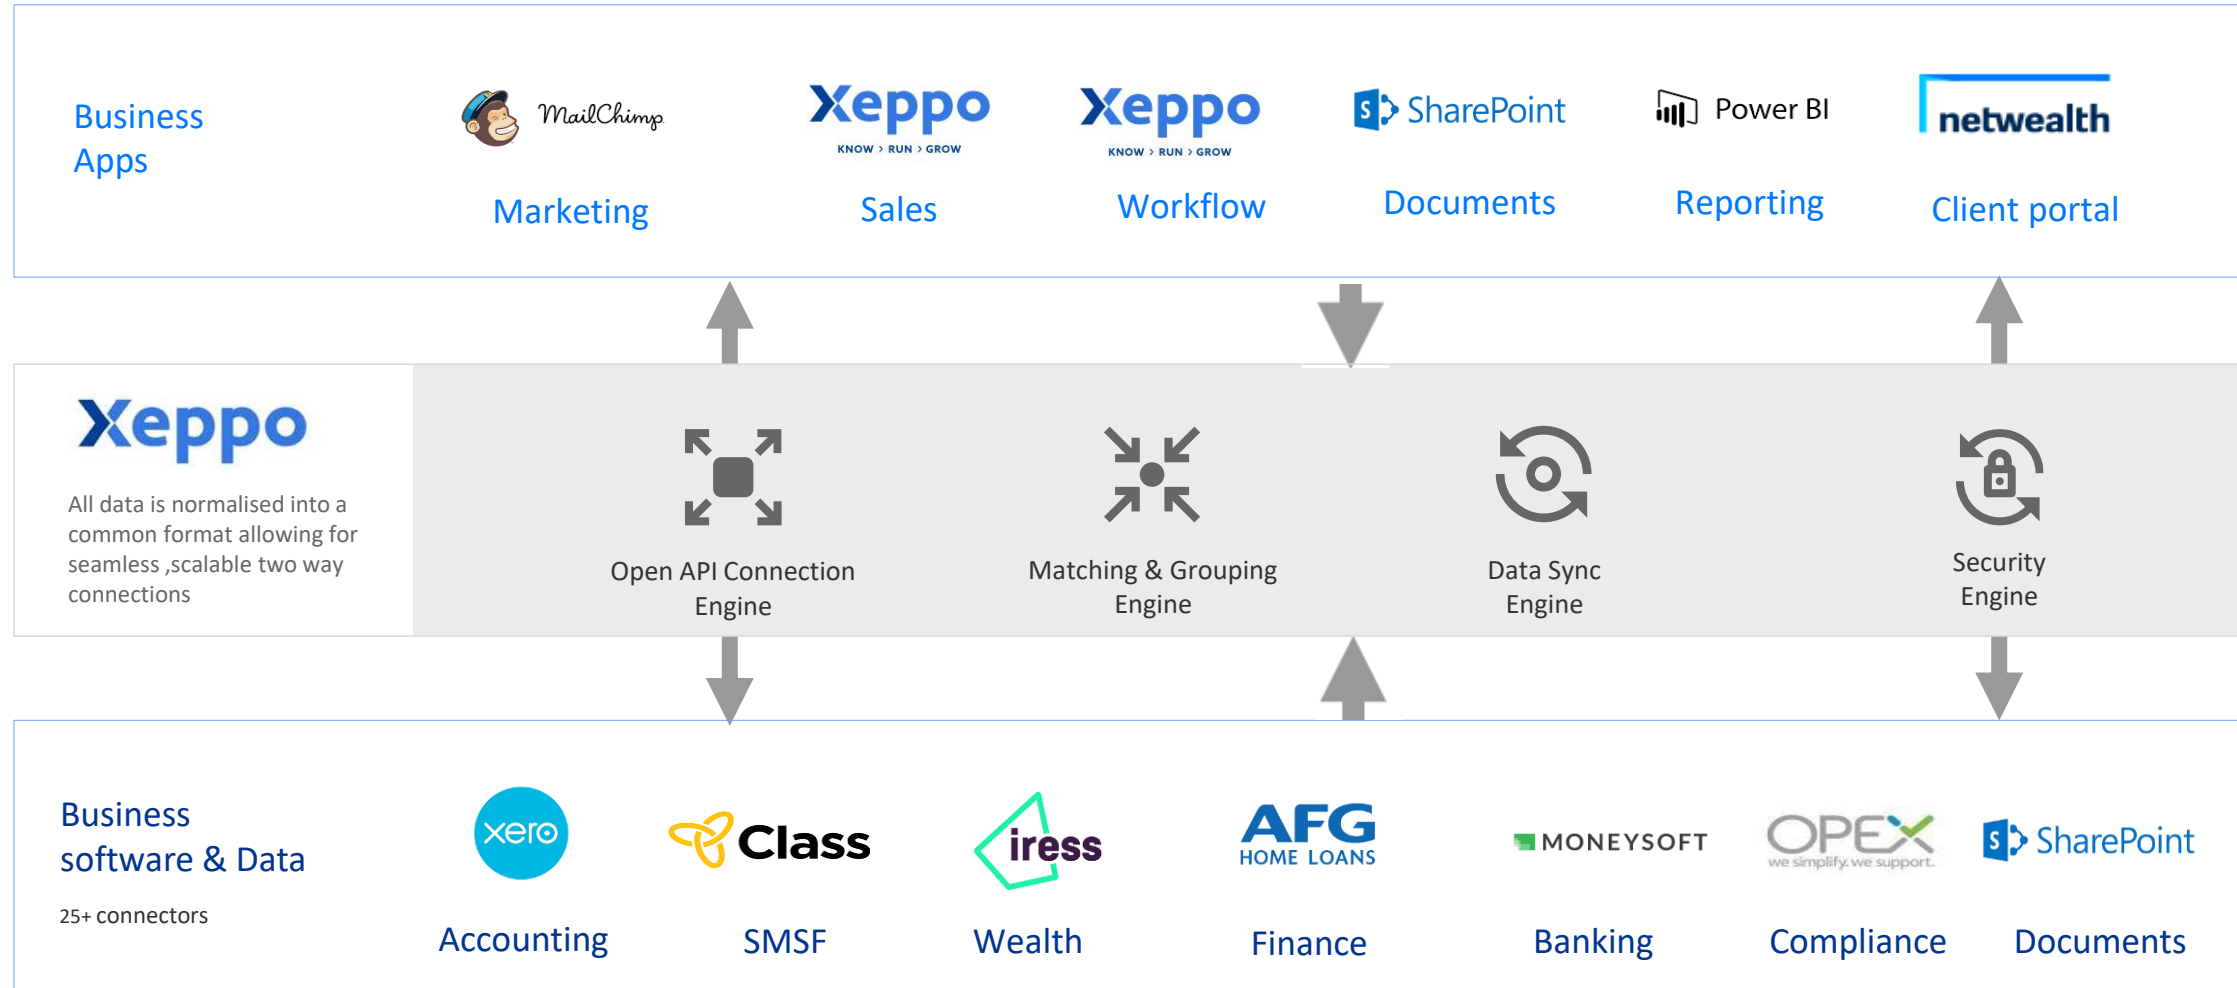 Business
Apps
MailChimp
Marketing
Xeppo
KNOW > RUN > GROW
Sales
Xeppo
KNOW > RUN > GROW
Workflow
S SharePoint
Documents
Power BI
Reporting
netwealth
Client portal
Xeppo
All data is normalised into a
common format allowing for
seamless ,scalable two way
connections
Open API Connection
Engine
Matching & Grouping
Engine
Data Sync
Engine
Security
Engine
Business
software & Data
25+ connectors
xero
Accounting
Class
SMSF
iress
Wealth
AFG
HOME LOANS
Finance
MONEYSOFT
Banking
OPEX
we simplify. we support.
Compliance
S SharePoint
Documents